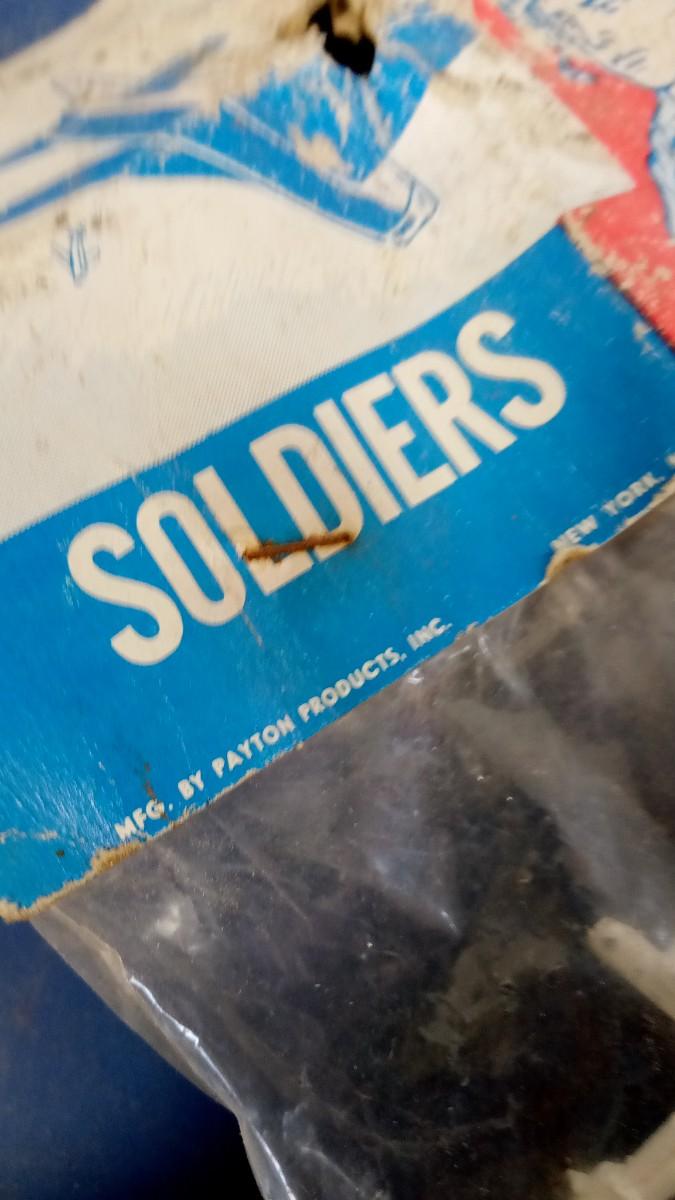 SOLDIERS
MFG. BY PAYTON PRODUCTS, INC.
NEW YORK,